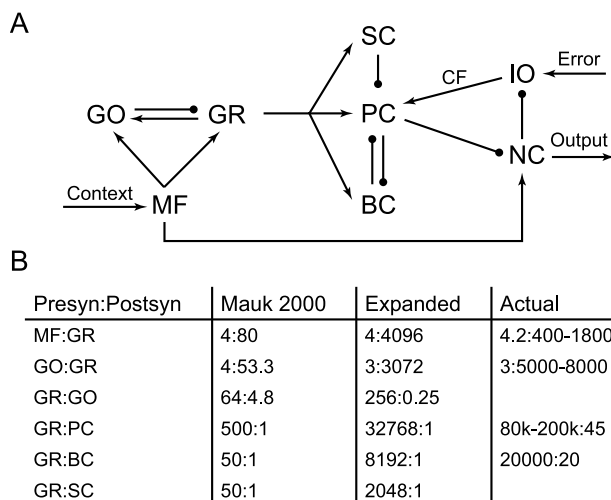 A
SC
CF
IO
Error
GO
GR
PC
NC
Output
Context
MF
BC
B
Presyn:Postsyn Mauk 2000 Expanded Actual
MF:GR 4:80 4:4096 4.2:400-1800
GO:GR 4:53.3 3:3072 3:5000-8000
GR:GO 64:4.8 256:0.25
GR:PC 500:1 32768:1 80k-200k:45
GR:BC 50:1 8192:1 20000:20
GR:SC 50:1 2048:1